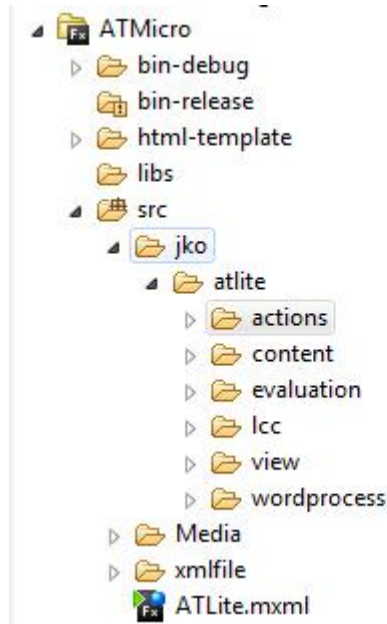 ATMicro
bin-debug
bin-release
html-template
libs
src
jko
atlite
actions
content
evaluation
lcc
view
wordprocess
Media
xmlfile
ATLite.mxml